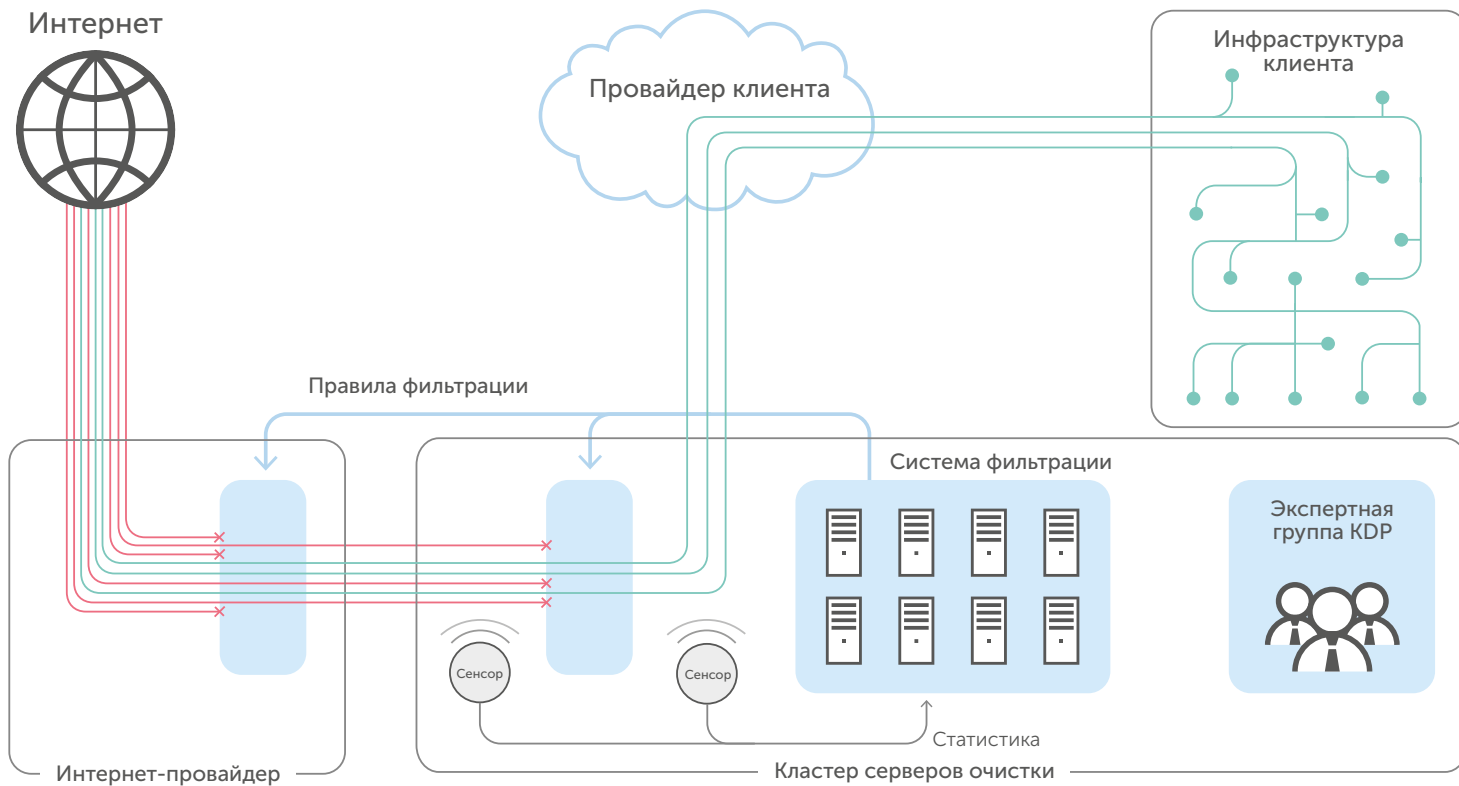 Интернет
Провайдер клиента
Инфраструктура
клиента
Правила фильтрации
Система фильтрации
Экспертная
группа KDP
Сенсор
Сенсор
Статистика
Интернет-провайдер
Кластер серверов очистки